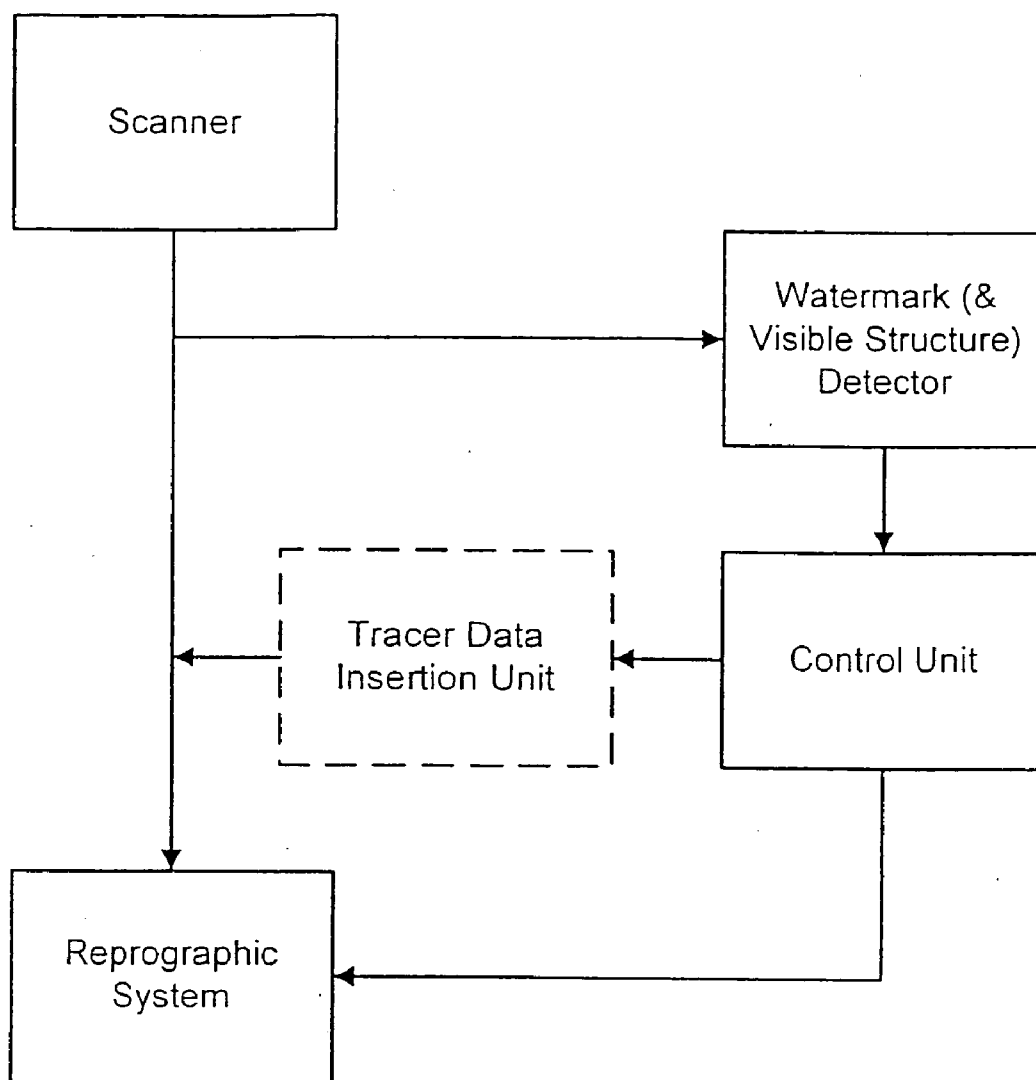 Scanner
Watermark (&
Visible Structure)
Detector
Tracer Data
Insertion Unit
Control Unit
Reprographic
System